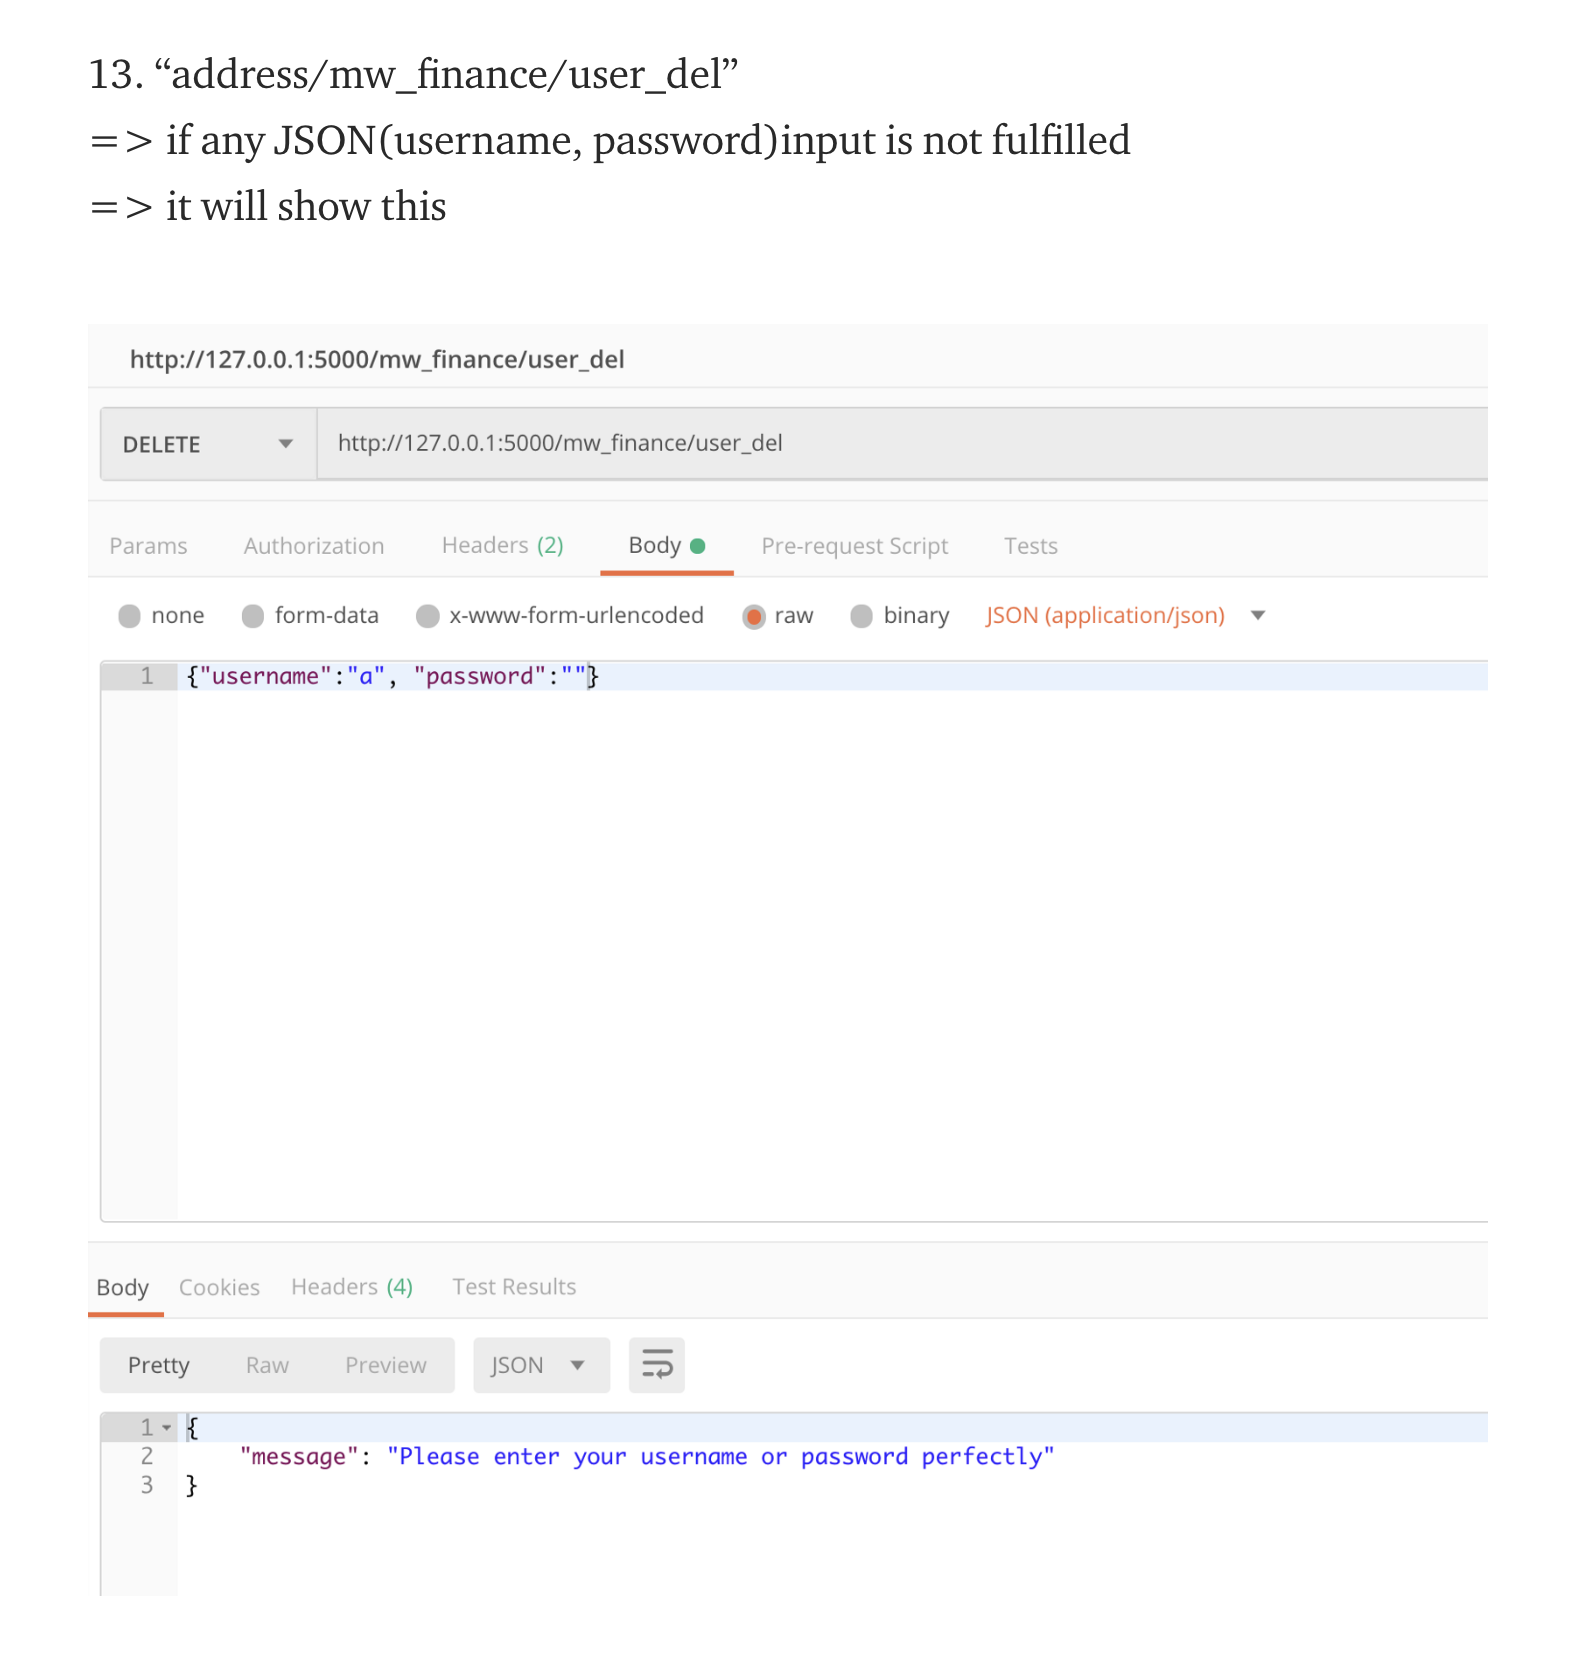 13. “address/mw_finance/user_del”
=> if any JSON(username, password)input is not fulfilled
=> it will show this
http://127.0.0.1:5000/mw_finance/user_del
DELETE http://127.0.0.1:5000/mw_finance/user_del
Params Authorization Headers (2) Body Pre-request Script Tests
none form-data x-www-form-urlencoded raw binary JSON (application/json)
1 {"username":"a", "password":""}
Body Cookies Headers (4) Test Results
Pretty Raw Preview JSON
1 {
2 "message": "Please enter your username or password perfectly"
3 }